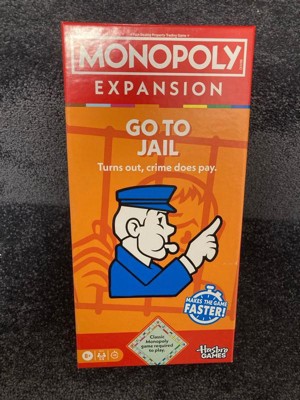 MONOPOLY
EXPANSION
GO TO
JAIL
Turns out, crime does pay.
MAKES THE GAME
FASTER!
Classic
Monopoly
game required
to play.
8+
Hasbro
GAMES